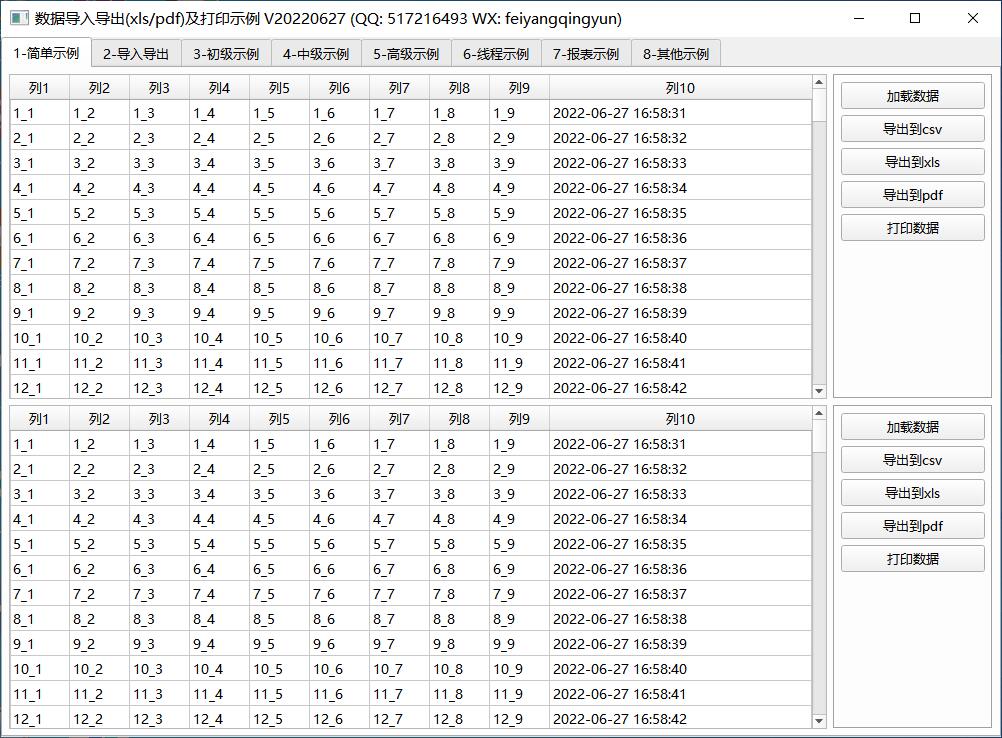 数据导入导出(xls/pdf)及打印示例 V20220627 (QQ: 517216493 WX: feiyangqingyun)
1-简单示例 2-导入导出 3-初级示例 4-中级示例 5-高级示例 6-线程示例 7-报表示例 8-其他示例
列1 列2 列3 列4 列5 列6 列7 列8 列9 列10
1_1 1_2 1_3 1_4 1_5 1_6 1_7 1_8 1_9 2022-06-27 16:58:31
2_1 2_2 2_3 2_4 2_5 2_6 2_7 2_8 2_9 2022-06-27 16:58:32
3_1 3_2 3_3 3_4 3_5 3_6 3_7 3_8 3_9 2022-06-27 16:58:33
4_1 4_2 4_3 4_4 4_5 4_6 4_7 4_8 4_9 2022-06-27 16:58:34
5_1 5_2 5_3 5_4 5_5 5_6 5_7 5_8 5_9 2022-06-27 16:58:35
6_1 6_2 6_3 6_4 6_5 6_6 6_7 6_8 6_9 2022-06-27 16:58:36
7_1 7_2 7_3 7_4 7_5 7_6 7_7 7_8 7_9 2022-06-27 16:58:37
8_1 8_2 8_3 8_4 8_5 8_6 8_7 8_8 8_9 2022-06-27 16:58:38
9_1 9_2 9_3 9_4 9_5 9_6 9_7 9_8 9_9 2022-06-27 16:58:39
10_1 10_2 10_3 10_4 10_5 10_6 10_7 10_8 10_9 2022-06-27 16:58:40
11_1 11_2 11_3 11_4 11_5 11_6 11_7 11_8 11_9 2022-06-27 16:58:41
12_1 12_2 12_3 12_4 12_5 12_6 12_7 12_8 12_9 2022-06-27 16:58:42
加载数据
导出到csv
导出到xls
导出到pdf
打印数据
列1 列2 列3 列4 列5 列6 列7 列8 列9 列10
1_1 1_2 1_3 1_4 1_5 1_6 1_7 1_8 1_9 2022-06-27 16:58:31
2_1 2_2 2_3 2_4 2_5 2_6 2_7 2_8 2_9 2022-06-27 16:58:32
3_1 3_2 3_3 3_4 3_5 3_6 3_7 3_8 3_9 2022-06-27 16:58:33
4_1 4_2 4_3 4_4 4_5 4_6 4_7 4_8 4_9 2022-06-27 16:58:34
5_1 5_2 5_3 5_4 5_5 5_6 5_7 5_8 5_9 2022-06-27 16:58:35
6_1 6_2 6_3 6_4 6_5 6_6 6_7 6_8 6_9 2022-06-27 16:58:36
7_1 7_2 7_3 7_4 7_5 7_6 7_7 7_8 7_9 2022-06-27 16:58:37
8_1 8_2 8_3 8_4 8_5 8_6 8_7 8_8 8_9 2022-06-27 16:58:38
9_1 9_2 9_3 9_4 9_5 9_6 9_7 9_8 9_9 2022-06-27 16:58:39
10_1 10_2 10_3 10_4 10_5 10_6 10_7 10_8 10_9 2022-06-27 16:58:40
11_1 11_2 11_3 11_4 11_5 11_6 11_7 11_8 11_9 2022-06-27 16:58:41
12_1 12_2 12_3 12_4 12_5 12_6 12_7 12_8 12_9 2022-06-27 16:58:42
加载数据
导出到csv
导出到xls
导出到pdf
打印数据